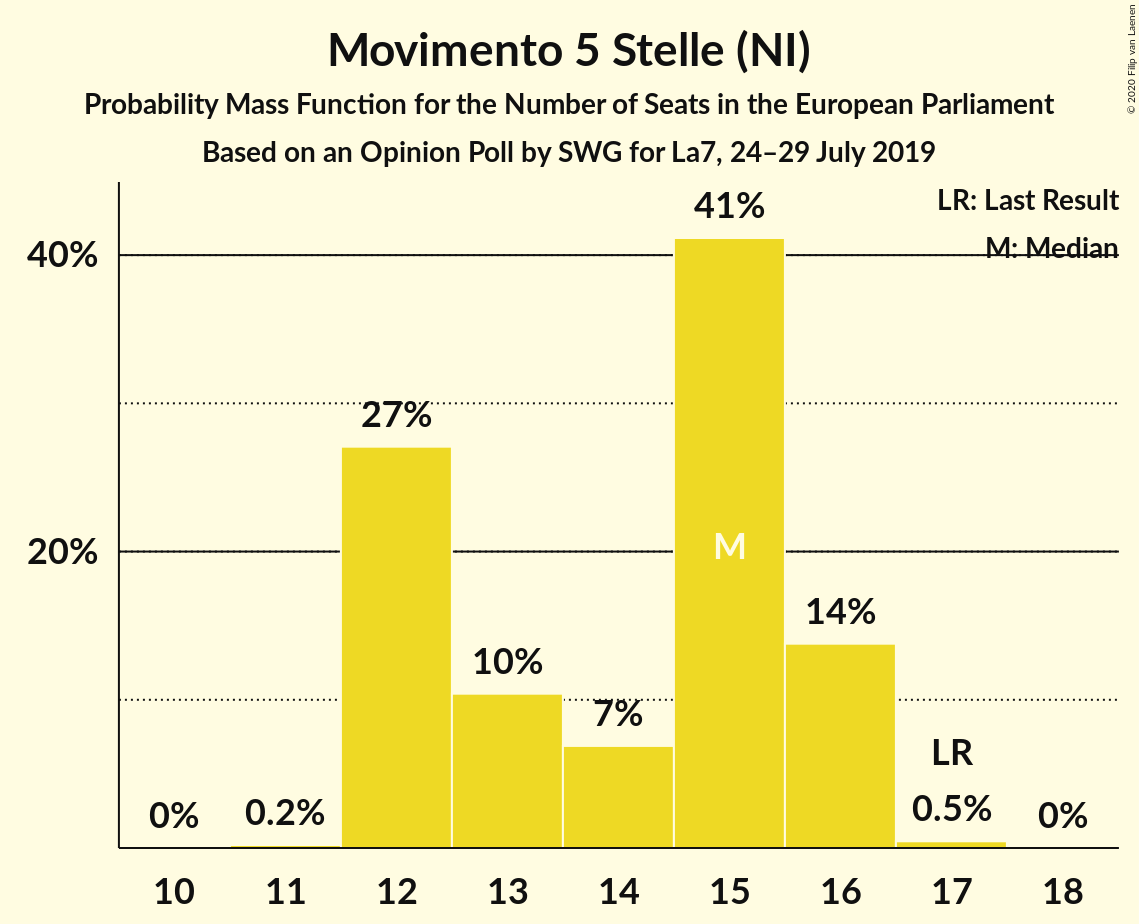 Movimento 5 Stelle (NI)
Probability Mass Function for the Number of Seats in the European Parliament
Based on an Opinion Poll by SWG for La7, 24–29 July 2019
© 2020 Filip van Laenen
LR: Last Result
M: Median
41%
40%
27%
20%
M
14%
10%
7%
LR
0% 0.2% 0.5% 0%
10 11 12 13 14 15 16 17 18